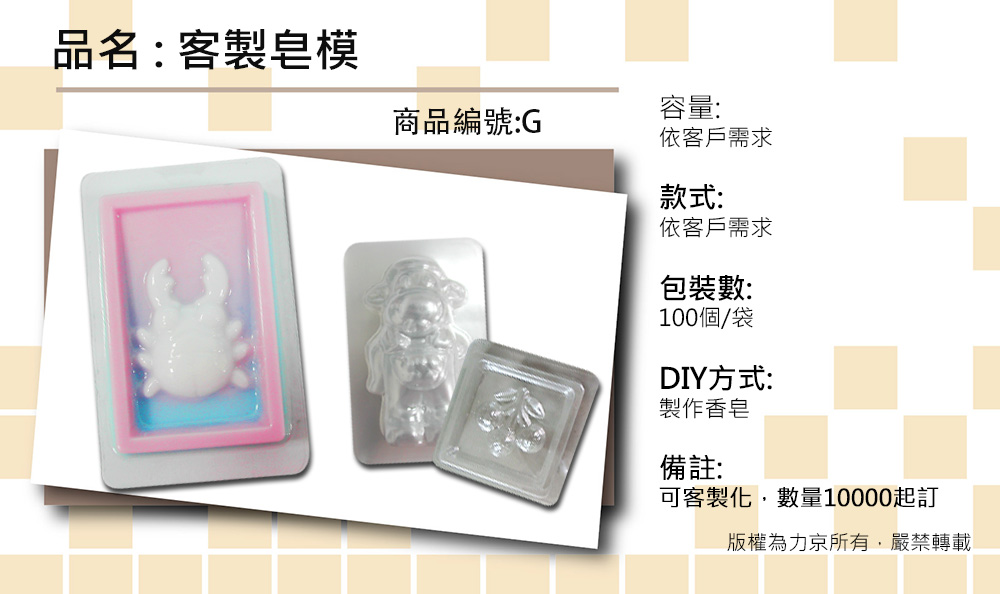 品名 : 客製皂模
商品編號:G
容量:
依客戶需求
款式:
依客戶需求
包裝數:
100個/袋
DIY方式:
製作香皂
備註:
可客製化，數量10000起訂
版權為力京所有，嚴禁轉載